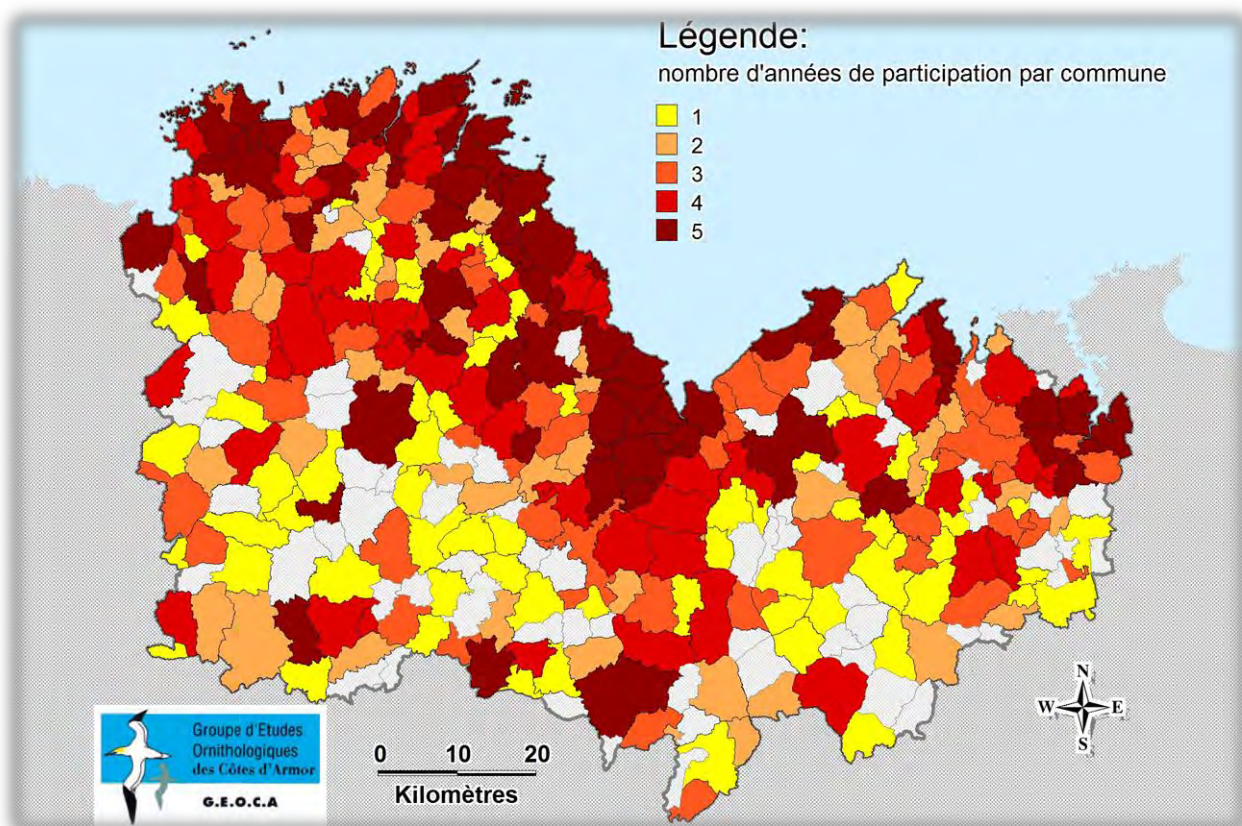 Légende:
nombre d'années de participation par commune
1
2
3
4
5
N
W E
S
Groupe d'Etudes
Ornithologiques
des Côtes d'Armor
G.E.O.C.A
0 10 20
Kilomètres